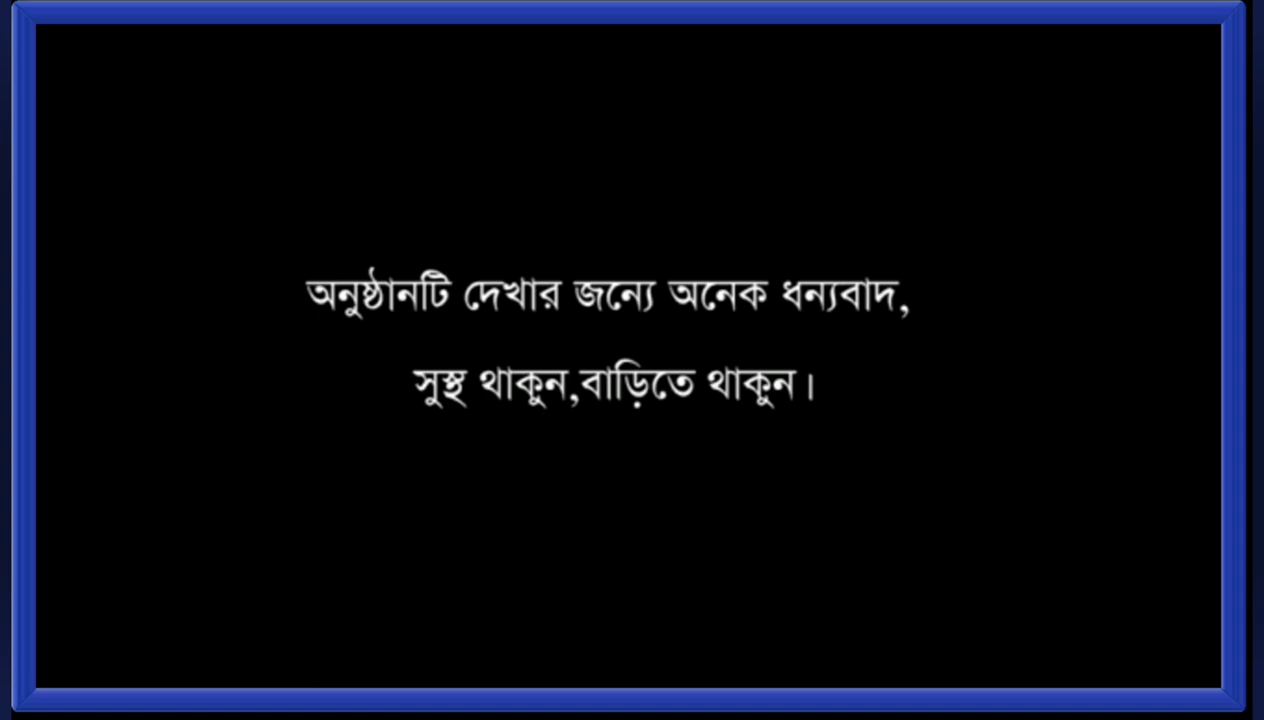 অনুষ্ঠানটি দেখার জন্যে অনেক ধন্যবাদ,
সুস্থ থাকুন,বাড়িতে থাকুন।